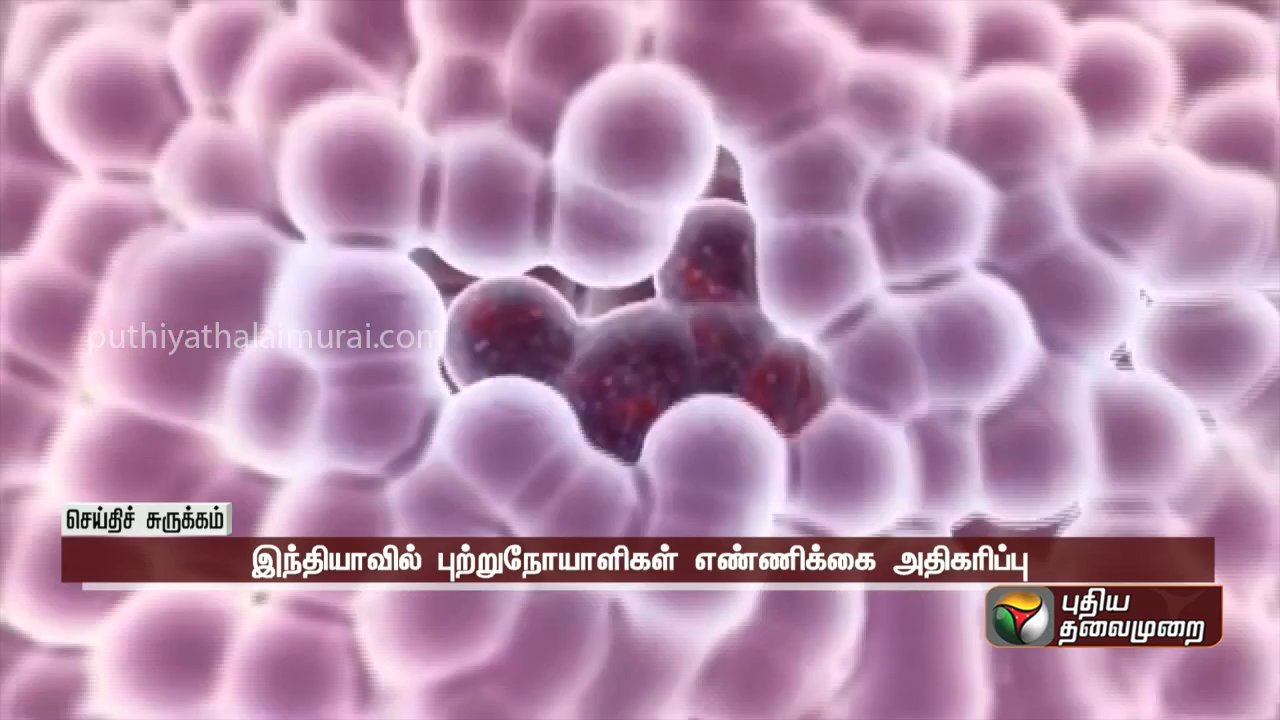 puthiyathalaimurai.com
செய்திச் சுருக்கம்
இந்தியாவில் புற்றுநோயாளிகள் எண்ணிக்கை அதிகரிப்பு
புதிய
தலைமுறை